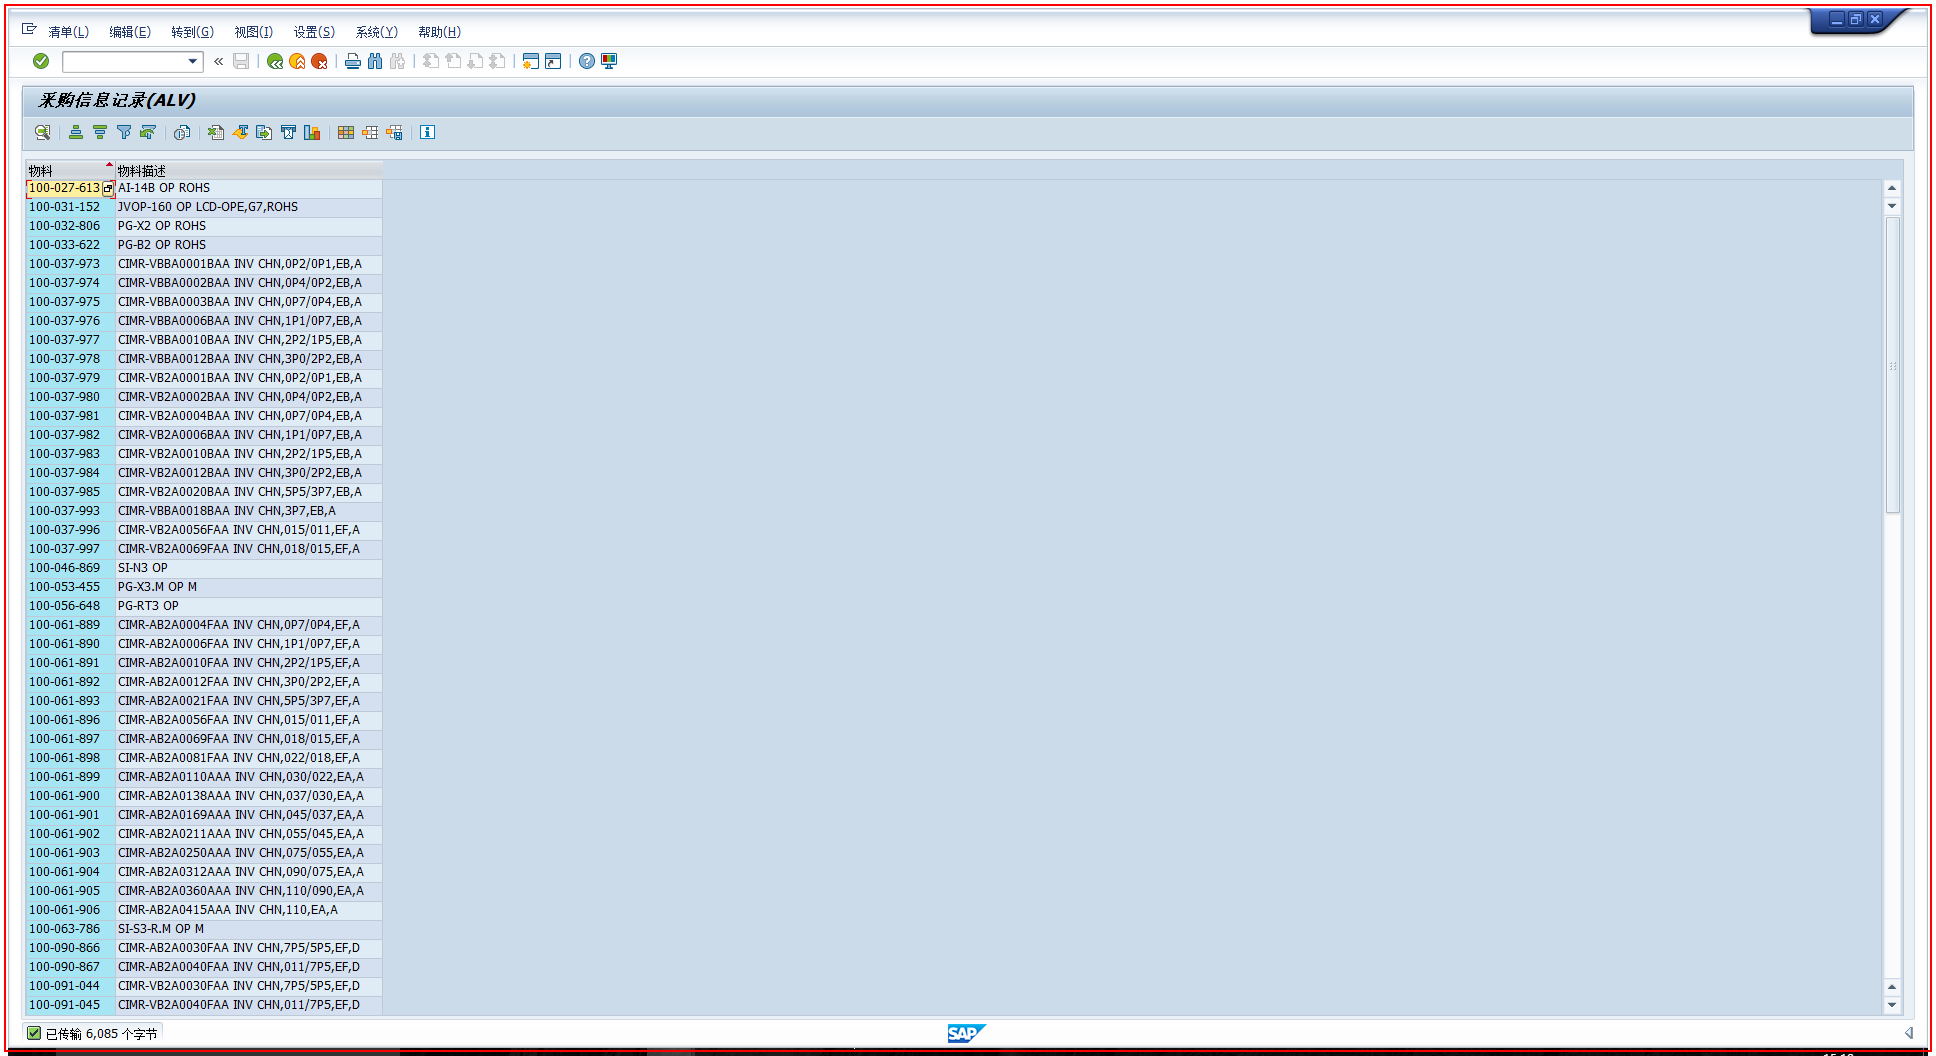 清单(L) 编辑(E) 转到(G) 视图(I) 设置(S) 系统(Y) 帮助(H)
采购信息记录(ALV)
物料 物料描述
100-027-613 AI-14B OP ROHS
100-031-152 JVOP-160 OP LCD-OPE,G7,ROHS
100-032-806 PG-X2 OP ROHS
100-033-622 PG-B2 OP ROHS
100-037-973 CIMR-VBBA0001BAA INV CHN,0P2/0P1,EB,A
100-037-974 CIMR-VBBA0002BAA INV CHN,0P4/0P2,EB,A
100-037-975 CIMR-VBBA0003BAA INV CHN,0P7/0P4,EB,A
100-037-976 CIMR-VBBA0006BAA INV CHN,1P1/0P7,EB,A
100-037-977 CIMR-VBBA0010BAA INV CHN,2P2/1P5,EB,A
100-037-978 CIMR-VBBA0012BAA INV CHN,3P0/2P2,EB,A
100-037-979 CIMR-VB2A0001BAA INV CHN,0P2/0P1,EB,A
100-037-980 CIMR-VB2A0002BAA INV CHN,0P4/0P2,EB,A
100-037-981 CIMR-VB2A0004BAA INV CHN,0P7/0P4,EB,A
100-037-982 CIMR-VB2A0006BAA INV CHN,1P1/0P7,EB,A
100-037-983 CIMR-VB2A0010BAA INV CHN,2P2/1P5,EB,A
100-037-984 CIMR-VB2A0012BAA INV CHN,3P0/2P2,EB,A
100-037-985 CIMR-VB2A0020BAA INV CHN,5P5/3P7,EB,A
100-037-993 CIMR-VBBA0018BAA INV CHN,3P7,EB,A
100-037-996 CIMR-VB2A0056FAA INV CHN,015/011,EF,A
100-037-997 CIMR-VB2A0069FAA INV CHN,018/015,EF,A
100-046-869 SI-N3 OP
100-053-455 PG-X3.M OP M
100-056-648 PG-RT3 OP
100-061-889 CIMR-AB2A0004FAA INV CHN,0P7/0P4,EF,A
100-061-890 CIMR-AB2A0006FAA INV CHN,1P1/0P7,EF,A
100-061-891 CIMR-AB2A0010FAA INV CHN,2P2/1P5,EF,A
100-061-892 CIMR-AB2A0012FAA INV CHN,3P0/2P2,EF,A
100-061-893 CIMR-AB2A0021FAA INV CHN,5P5/3P7,EF,A
100-061-896 CIMR-AB2A0056FAA INV CHN,015/011,EF,A
100-061-897 CIMR-AB2A0069FAA INV CHN,018/015,EF,A
100-061-898 CIMR-AB2A0081FAA INV CHN,022/018,EF,A
100-061-899 CIMR-AB2A0110AAA INV CHN,030/022,EA,A
100-061-900 CIMR-AB2A0138AAA INV CHN,037/030,EA,A
100-061-901 CIMR-AB2A0169AAA INV CHN,045/037,EA,A
100-061-902 CIMR-AB2A0211AAA INV CHN,055/045,EA,A
100-061-903 CIMR-AB2A0250AAA INV CHN,075/055,EA,A
100-061-904 CIMR-AB2A0312AAA INV CHN,090/075,EA,A
100-061-905 CIMR-AB2A0360AAA INV CHN,110/090,EA,A
100-061-906 CIMR-AB2A0415AAA INV CHN,110,EA,A
100-063-786 SI-S3-R.M OP M
100-090-866 CIMR-AB2A0030FAA INV CHN,7P5/5P5,EF,D
100-090-867 CIMR-AB2A0040FAA INV CHN,011/7P5,EF,D
100-091-044 CIMR-VB2A0030FAA INV CHN,7P5/5P5,EF,D
100-091-045 CIMR-VB2A0040FAA INV CHN,011/7P5,EF,D
已传输 6,085 个字节 SAP